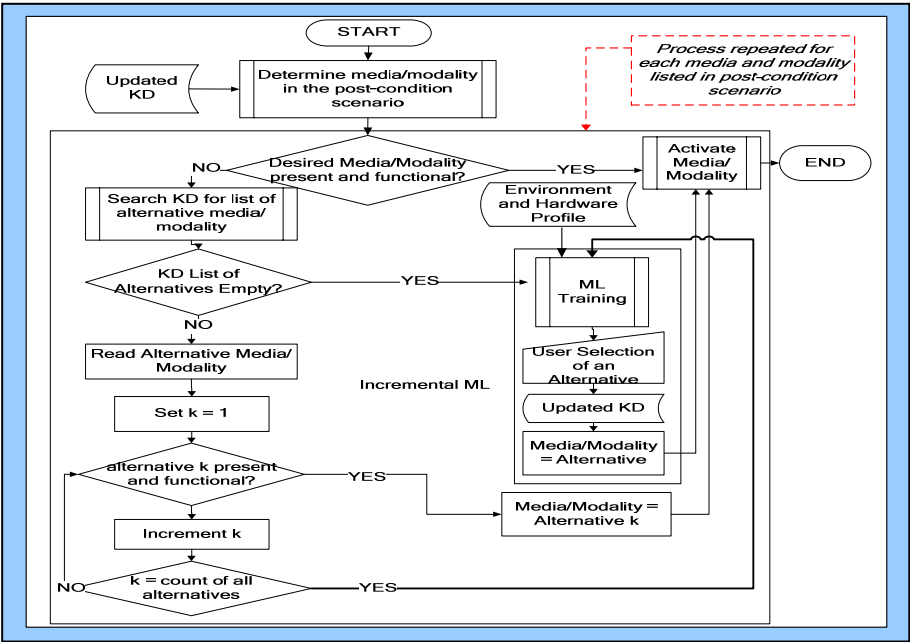 START
Process repeated for
each media and modality
listed in post-condition
scenario
Updated
KD
Determine media/modality
in the post-condition
scenario
Desired Media/Modality
present and functional?
NO
YES
Activate
Media/
Modality
END
Search KD for list of
alternative media/
modality
Environment
and Hardware
Profile
KD List of
Alternatives Empty?
YES
NO
ML
Training
User Selection
of an
Alternative
Updated KD
Media/Modality
= Alternative
Incremental ML
Read Alternative Media/
Modality
Set k = 1
alternative k present
and functional?
YES
Media/Modality =
Alternative k
Increment k
k = count of all
alternatives
NO
YES